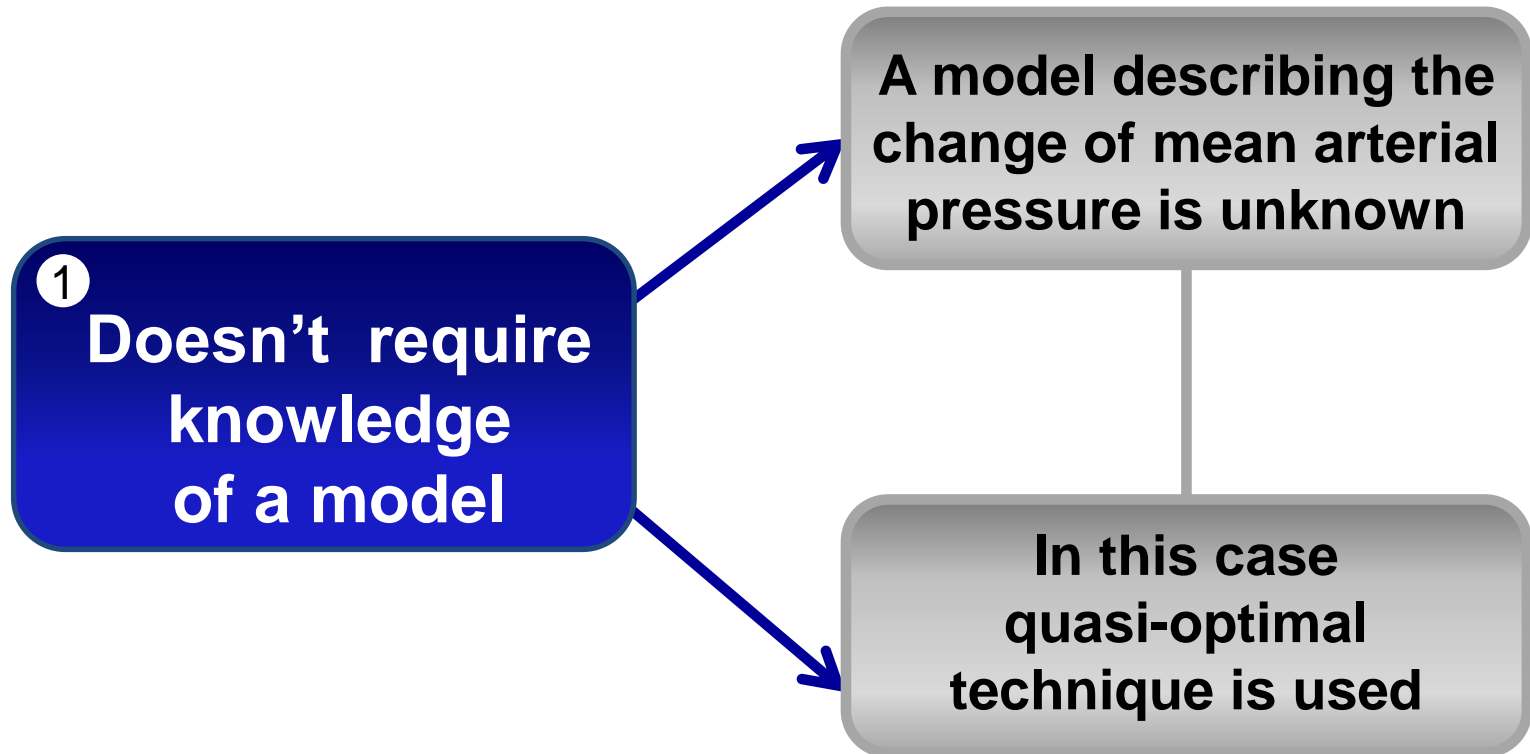 1
Doesn’t require
knowledge
of a model
A model describing the
change of mean arterial
pressure is unknown
In this case
quasi-optimal
technique is used